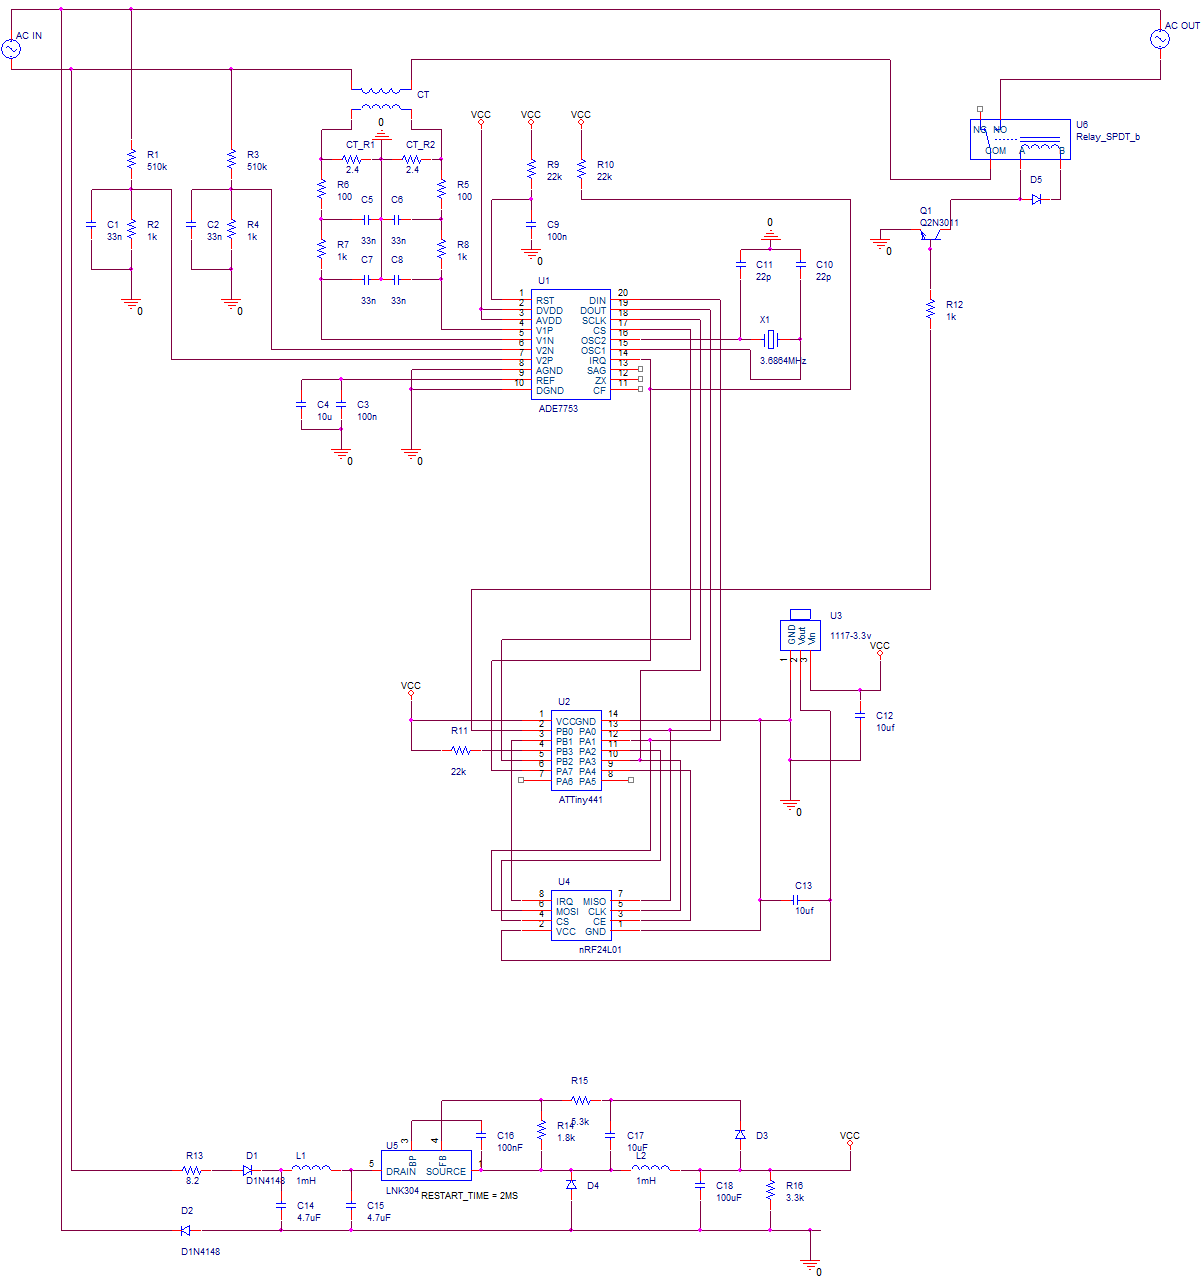 AC IN
AC OUT
CT
0
VCC
VCC
VCC
U6
Relay_SPDT_b
NC NO
COM
A
B
R1
510k
R3
510k
CT_R1
2.4
CT_R2
2.4
R9
22k
R10
22k
D5
R6
100
R5
100
C5
33n
C6
33n
C1
33n
R2
1k
C2
33n
R4
1k
C9
100n
0
Q1
Q2N3011
0
0
R7
1k
R8
1k
C7
33n
C8
33n
C11
22p
C10
22p
0
0
U1
1 RST
2 DVDD
3 AVDD
4 V1P
5 V1N
6 V2N
7 V2P
8 AGND
9 REF
10 DGND
DIN 20
DOUT 19
SCLK 18
CS 17
OSC2 16
OSC1 15
IRQ 14
SAG 13
ZX 12
CF 11
ADE7753
X1
3.6864MHz
R12
1k
C4
10u
C3
100n
0
0
U3
1117-3.3v
GND
Vout
Vin
1
2
3
VCC
C12
10uf
0
VCC
R11
22k
U2
1 VCC
2 PB0
3 PB1
4 PB3
5 PB2
6 PA7
7 PA6
GND 14
PA0 13
PA1 12
PA2 11
PA3 10
PA4 9
PA5 8
ATTiny441
C13
10uf
U4
8 IRQ
6 MOSI
4 CS
2 VCC
MISO 7
CLK 5
CE 3
GND 1
nRF24L01
R15
6.3k
R14
1.8k
C16
100nF
C17
10uF
D3
VCC
R13
8.2
D1
D1N4148
L1
1mH
U5
3
4
BP
FB
5
DRAIN
SOURCE
1
LNK304
RESTART_TIME = 2MS
L2
1mH
D4
C18
100uF
R16
3.3k
C14
4.7uF
C15
4.7uF
D2
D1N4148
0